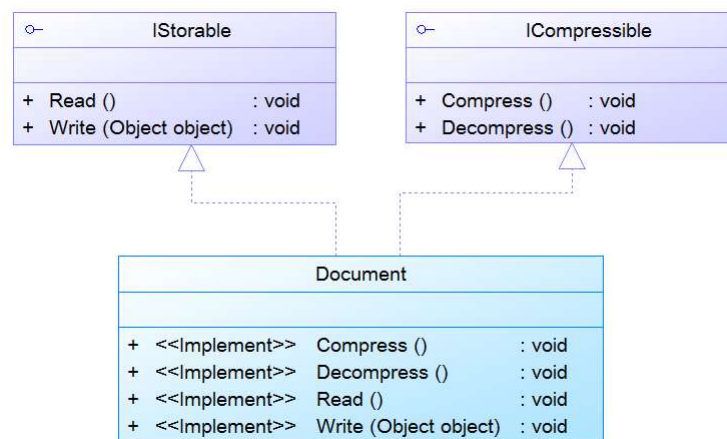 IStorable
+ Read () : void
+ Write (Object object) : void
ICompressible
+ Compress () : void
+ Decompress () : void
Document
+ <<Implement>> Compress () : void
+ <<Implement>> Decompress () : void
+ <<Implement>> Read () : void
+ <<Implement>> Write (Object object) : void